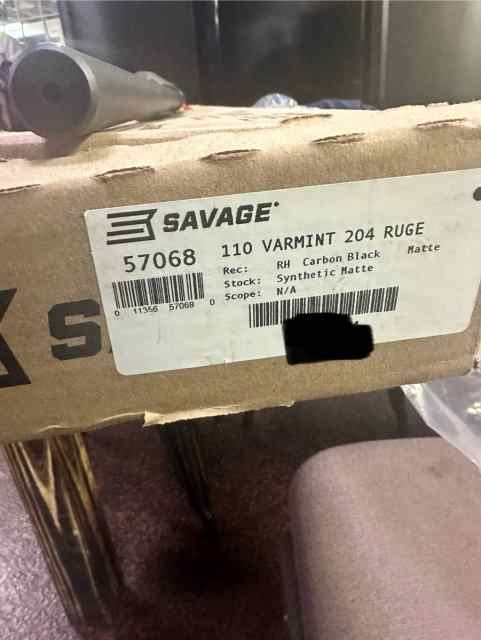 SAVAGE
57068
110 VARMINT 204 RUGE
Rec: RH Carbon Black Matte
Stock: Synthetic Matte
Scope: N/A
0 11356 57068 0
S